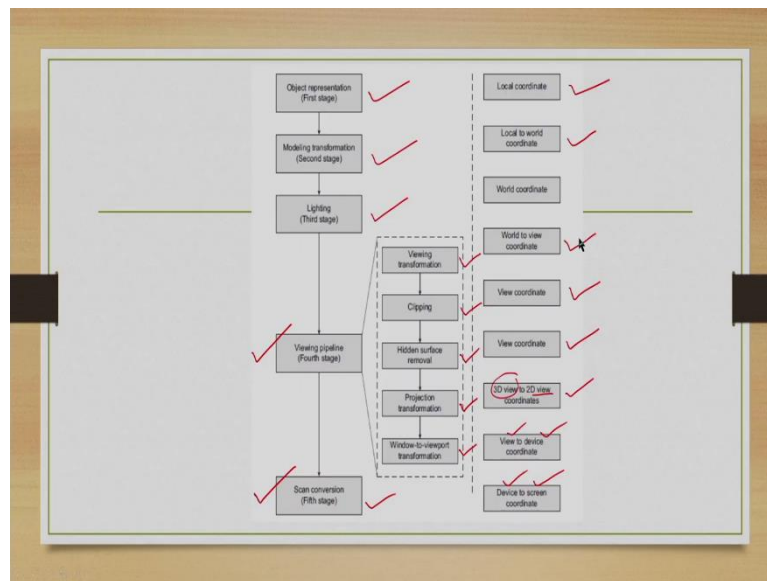 Object representation
(First stage)
Modeling transformation
(Second stage)
Lighting
(Third stage)
Viewing pipeline
(Fourth stage)
Scan conversion
(Fifth stage)
Viewing
transformation
Clipping
Hidden surface
removal
Projection
transformation
Window-to-viewport
transformation
Local coordinate
Local to world
coordinate
World coordinate
World to view
coordinate
View coordinate
View coordinate
3D view to 2D view
coordinates
View to device
coordinate
Device to screen
coordinate